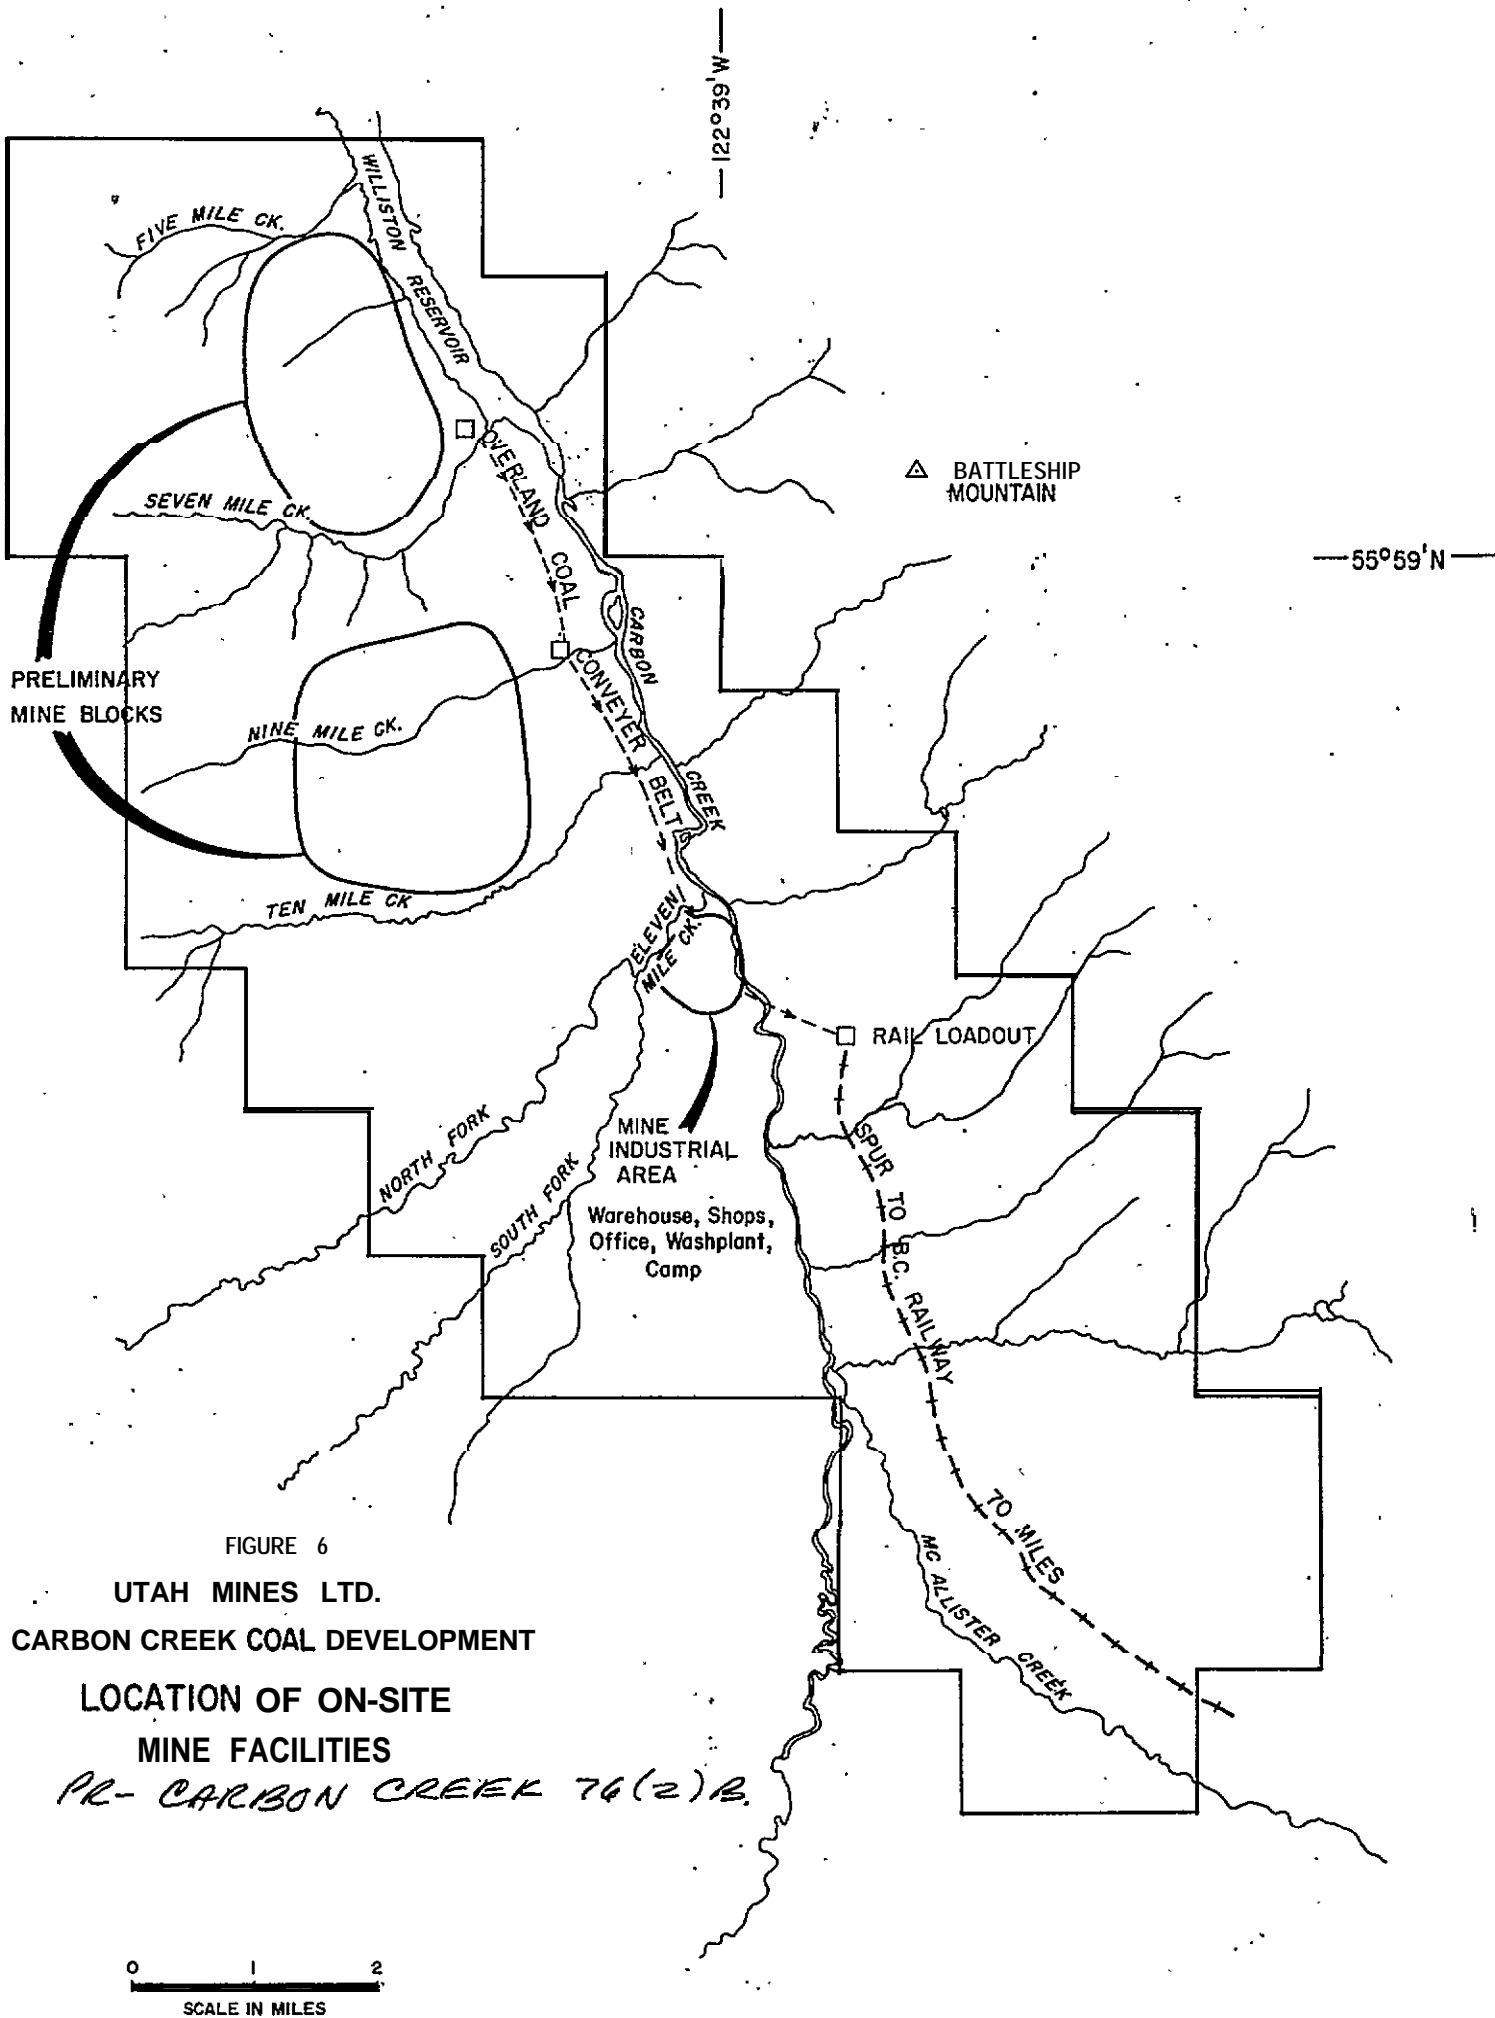 122°39'W
WILLISTON RESERVOIR
FIVE MILE CK.
OVERLAND COAL CONVEYER BELT
BATTLESHIP
MOUNTAIN
SEVEN MILE CK.
55°59'N
CARBON CREEK
PRELIMINARY
MINE BLOCKS
NINE MILE CK.
TEN MILE CK
ELEVEN
MILE CK.
RAIL LOADOUT
NORTH FORK
SOUTH FORK
MINE
INDUSTRIAL
AREA
Warehouse, Shops,
Office, Washplant,
Camp
SPUR TO B.C. RAILWAY
70 MILES
MC ALLISTER CREEK
FIGURE 6
UTAH MINES LTD.
CARBON CREEK COAL DEVELOPMENT
LOCATION OF ON-SITE
MINE FACILITIES
PR- CARBON CREEK 76(2)B.
0 1 2
SCALE IN MILES